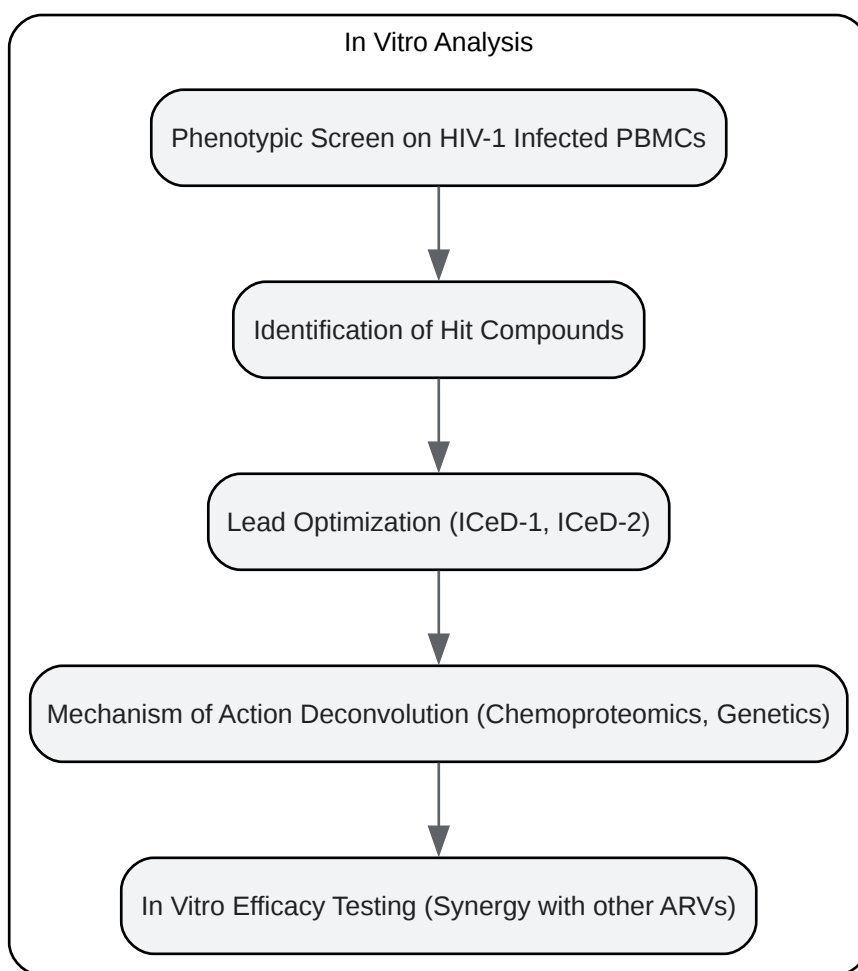 In Vitro Analysis
Phenotypic Screen on HIV-1 Infected PBMCs
Identification of Hit Compounds
Lead Optimization (ICeD-1, ICeD-2)
Mechanism of Action Deconvolution (Chemoproteomics, Genetics)
In Vitro Efficacy Testing (Synergy with other ARVs)